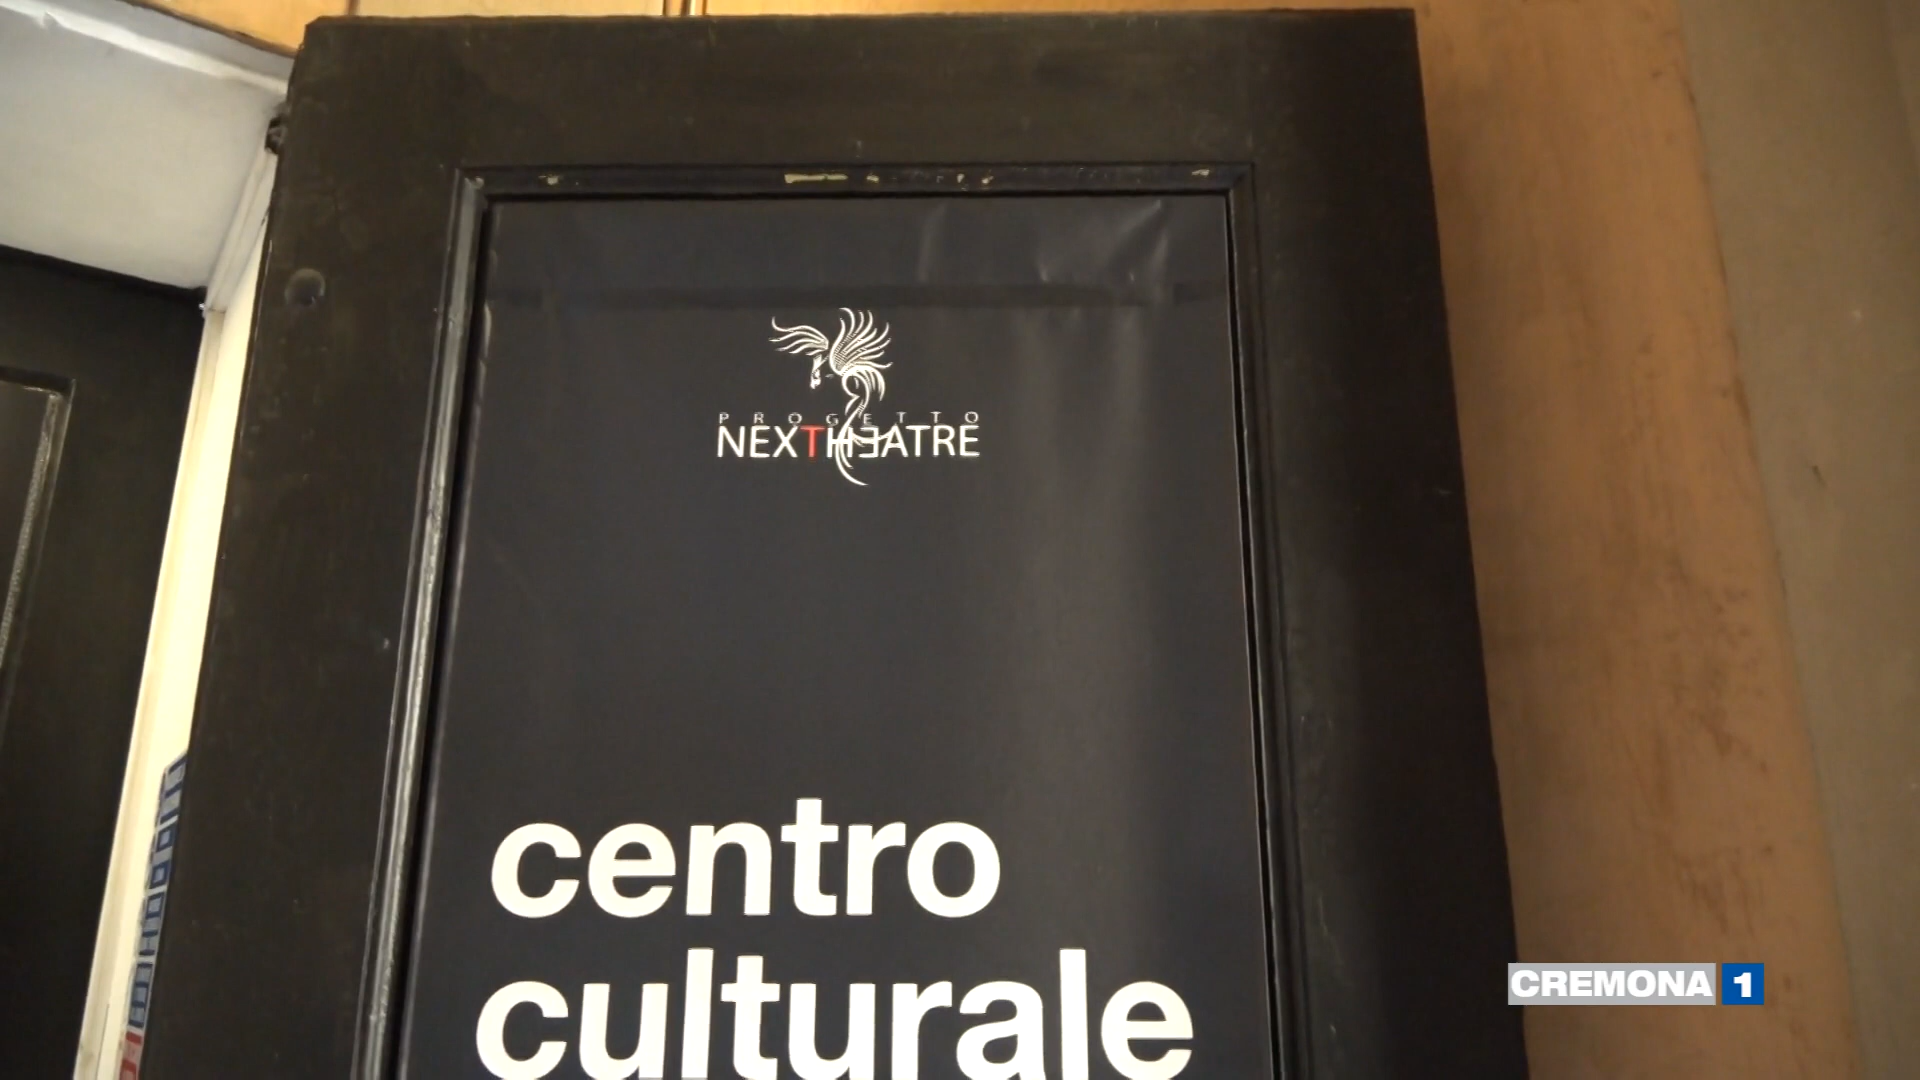 PROGETTO
NEXTHEATRE
centro
culturale
CREMONA 1